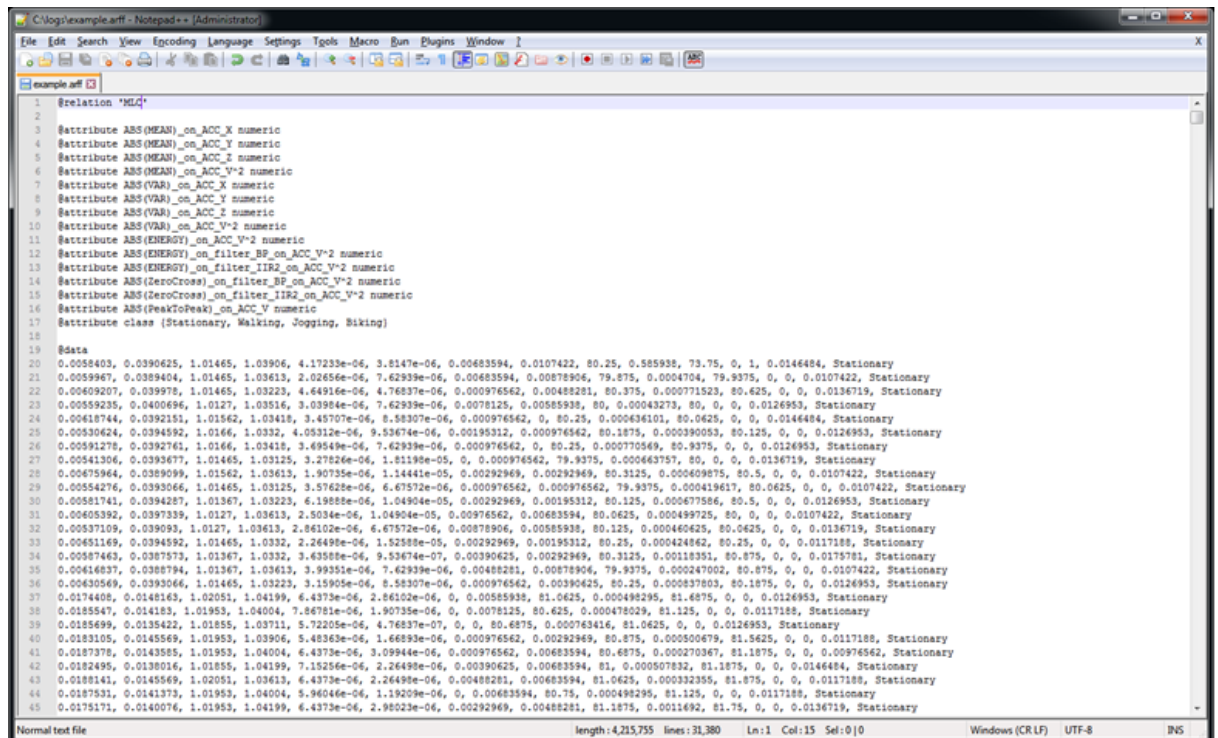 C:\logs\example.arff - Notepad++ [Administrator]
File Edit Search View Encoding Language Settings Tools Macro Run Plugins Window ?
X
example.arff
1 @relation 'MLC'
2
3 @attribute ABS(MEAN)_on_ACC_X numeric
4 @attribute ABS(MEAN)_on_ACC_Y numeric
5 @attribute ABS(MEAN)_on_ACC_Z numeric
6 @attribute ABS(MEAN)_on_ACC_V^2 numeric
7 @attribute ABS(VAR)_on_ACC_X numeric
8 @attribute ABS(VAR)_on_ACC_Y numeric
9 @attribute ABS(VAR)_on_ACC_Z numeric
10 @attribute ABS(VAR)_on_ACC_V^2 numeric
11 @attribute ABS(ENERGY)_on_ACC_V^2 numeric
12 @attribute ABS(ENERGY)_on_filter_BP_on_ACC_V^2 numeric
13 @attribute ABS(ENERGY)_on_filter_IIR2_on_ACC_V^2 numeric
14 @attribute ABS(ZeroCross)_on_filter_BP_on_ACC_V^2 numeric
15 @attribute ABS(ZeroCross)_on_filter_IIR2_on_ACC_V^2 numeric
16 @attribute ABS(PeakToPeak)_on_ACC_V numeric
17 @attribute class {Stationary, Walking, Jogging, Biking}
18
19 @data
20 0.0058403, 0.0390625, 1.01465, 1.03906, 4.17233e-06, 3.8147e-06, 0.00683594, 0.0107422, 80.25, 0.585938, 73.75, 0, 1, 0.0146484, Stationary
21 0.0059967, 0.0389404, 1.01465, 1.03613, 2.02656e-06, 7.62939e-06, 0.00683594, 0.00878906, 79.875, 0.0004704, 79.9375, 0, 0, 0.0107422, Stationary
22 0.00609207, 0.039978, 1.01465, 1.03223, 4.64916e-06, 4.76837e-06, 0.000976562, 0.00488281, 80.375, 0.000771523, 80.625, 0, 0, 0.0136719, Stationary
23 0.00559235, 0.0400696, 1.0127, 1.03516, 3.03984e-06, 7.62939e-06, 0.0078125, 0.00585938, 80, 0.00043273, 80, 0, 0, 0.0126953, Stationary
24 0.00618744, 0.0392151, 1.01562, 1.03418, 3.45707e-06, 8.58307e-06, 0.000976562, 0, 80.25, 0.000636101, 80.0625, 0, 0, 0.0146484, Stationary
25 0.00530624, 0.0394592, 1.0166, 1.0332, 4.05312e-06, 9.53674e-06, 0.00195312, 0.000976562, 80.1875, 0.000390053, 80.125, 0, 0, 0.0126953, Stationary
26 0.00591278, 0.0392761, 1.0166, 1.03418, 3.69549e-06, 7.62939e-06, 0.000976562, 0, 80.25, 0.000770569, 80.9375, 0, 0, 0.0126953, Stationary
27 0.00541306, 0.0393677, 1.01465, 1.03125, 3.27826e-06, 1.81198e-05, 0, 0.000976562, 79.9375, 0.000663757, 80, 0, 0, 0.0136719, Stationary
28 0.00675964, 0.0389099, 1.01562, 1.03613, 1.90735e-06, 1.14441e-05, 0.00292969, 0.00292969, 80.3125, 0.000609875, 80.5, 0, 0, 0.0107422, Stationary
29 0.00554276, 0.0393066, 1.01465, 1.03125, 3.57628e-06, 6.67572e-06, 0.000976562, 0.000976562, 79.9375, 0.000419617, 80.0625, 0, 0, 0.0107422, Stationary
30 0.00581741, 0.0394287, 1.01367, 1.03223, 6.19888e-06, 1.04904e-05, 0.00292969, 0.00195312, 80.125, 0.000677586, 80.5, 0, 0, 0.0126953, Stationary
31 0.00605392, 0.0397339, 1.0127, 1.03613, 2.5034e-06, 1.04904e-05, 0.00976562, 0.00683594, 80.0625, 0.000499725, 80, 0, 0, 0.0107422, Stationary
32 0.00537109, 0.039093, 1.0127, 1.03613, 2.86102e-06, 6.67572e-06, 0.00878906, 0.00585938, 80.125, 0.000460625, 80.0625, 0, 0, 0.0136719, Stationary
33 0.00651169, 0.0394592, 1.01465, 1.0332, 2.26498e-06, 1.52588e-05, 0.00292969, 0.00195312, 80.25, 0.000424862, 80.25, 0, 0, 0.0117188, Stationary
34 0.00587463, 0.0387573, 1.01367, 1.0332, 3.63588e-06, 9.53674e-07, 0.00390625, 0.00292969, 80.3125, 0.00118351, 80.875, 0, 0, 0.0175781, Stationary
35 0.00616837, 0.0388794, 1.01367, 1.03613, 3.99351e-06, 7.62939e-06, 0.00488281, 0.00878906, 79.9375, 0.000247002, 80.875, 0, 0, 0.0107422, Stationary
36 0.00630569, 0.0393066, 1.01465, 1.03223, 3.15905e-06, 8.58307e-06, 0.000976562, 0.00390625, 80.25, 0.000837803, 80.1875, 0, 0, 0.0126953, Stationary
37 0.0174408, 0.0148163, 1.02051, 1.04199, 6.4373e-06, 2.86102e-06, 0, 0.00585938, 81.0625, 0.000498295, 81.6875, 0, 0, 0.0126953, Stationary
38 0.0185547, 0.014183, 1.01953, 1.04004, 7.86781e-06, 1.90735e-06, 0, 0.0078125, 80.625, 0.000478029, 81.125, 0, 0, 0.0117188, Stationary
39 0.0185699, 0.0135422, 1.01855, 1.03711, 5.72205e-06, 4.76837e-07, 0, 0, 80.6875, 0.000763416, 81.0625, 0, 0, 0.0126953, Stationary
40 0.0183105, 0.0145569, 1.01953, 1.03906, 5.48363e-06, 1.66893e-06, 0.000976562, 0.00292969, 80.875, 0.000500679, 81.5625, 0, 0, 0.0117188, Stationary
41 0.0187378, 0.0143585, 1.01953, 1.04004, 6.4373e-06, 3.09944e-06, 0.000976562, 0.00683594, 80.6875, 0.000270367, 81.1875, 0, 0, 0.00976562, Stationary
42 0.0182495, 0.0138016, 1.01855, 1.04199, 7.15256e-06, 2.26498e-06, 0.00390625, 0.00683594, 81, 0.000507832, 81.1875, 0, 0, 0.0146484, Stationary
43 0.0188141, 0.0145569, 1.02051, 1.03613, 6.4373e-06, 2.26498e-06, 0.00488281, 0.00683594, 81.0625, 0.000332355, 81.875, 0, 0, 0.0117188, Stationary
44 0.0187531, 0.0141373, 1.01953, 1.04004, 5.96046e-06, 1.19209e-06, 0, 0.00683594, 80.75, 0.000498295, 81.125, 0, 0, 0.0117188, Stationary
45 0.0175171, 0.0140076, 1.01953, 1.04199, 6.4373e-06, 2.98023e-06, 0.00292969, 0.00488281, 81.1875, 0.0011692, 81.75, 0, 0, 0.0136719, Stationary
Normal text file length : 4,215,755 lines : 31,380 Ln : 1 Col : 15 Sel : 0 | 0 Windows (CR LF) UTF-8 INS